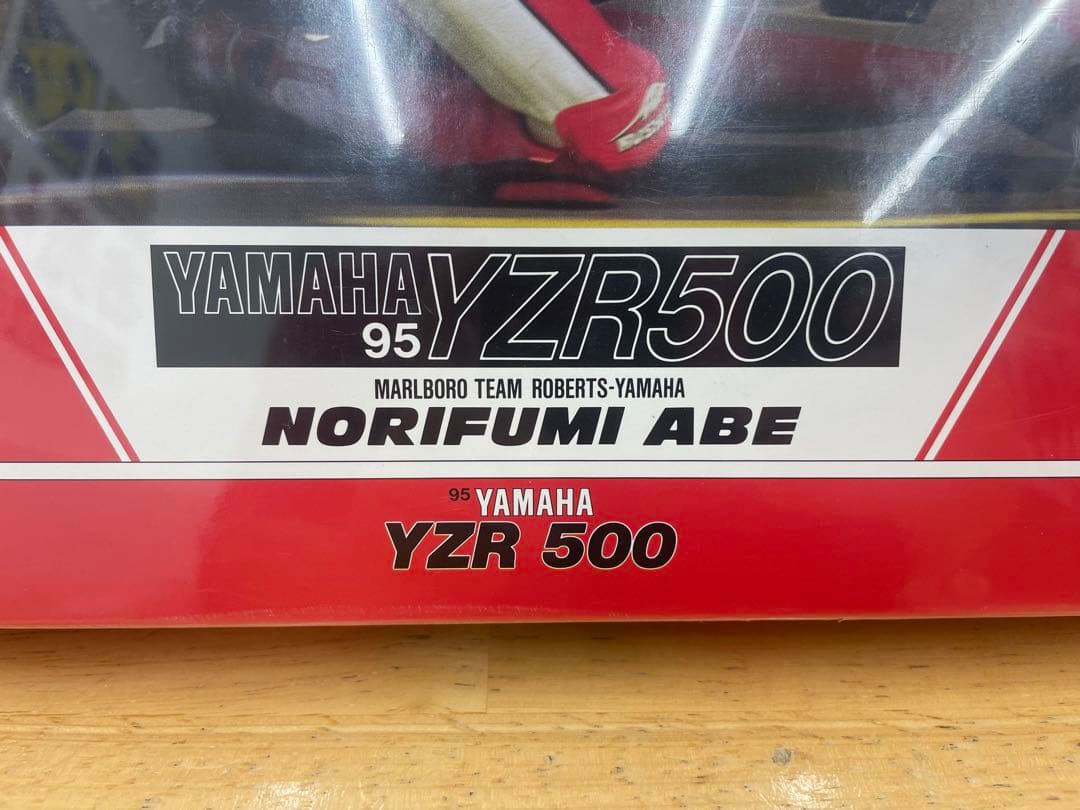 YAMAHA YZR500
95
MARLBORO TEAM ROBERTS-YAMAHA
NORIFUMI ABE
95 YAMAHA
YZR 500